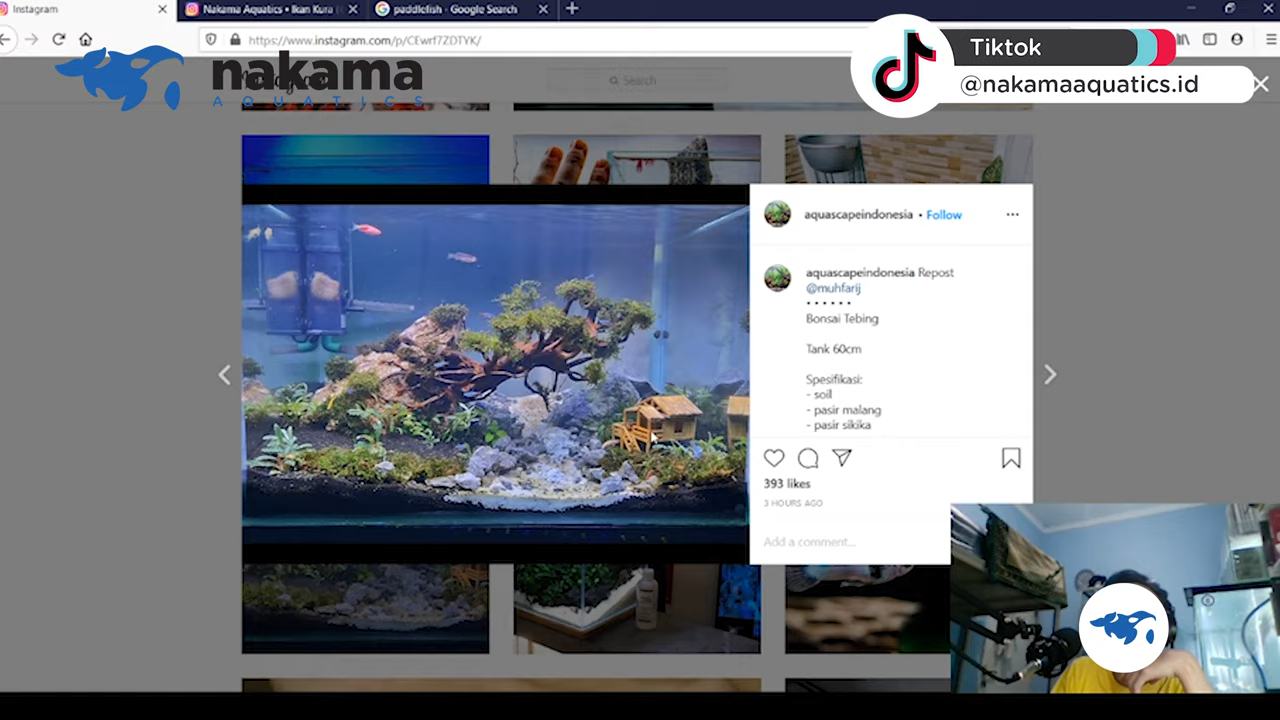 Instagram
Nakama Aquatics • Ikan Kura
paddlefish - Google Search
https://www.instagram.com/p/CEwrf7ZDTYK/
Tiktok
@nakamaaquatics.id
nakama
AQUATICS
Search
aquascapeindonesia • Follow
aquascapeindonesia Repost
@muhfarij
• • • • • •
Bonsai Tebing
Tank 60cm
Spesifikasi:
- soil
- pasir malang
- pasir sikika
393 likes
3 HOURS AGO
Add a comment...